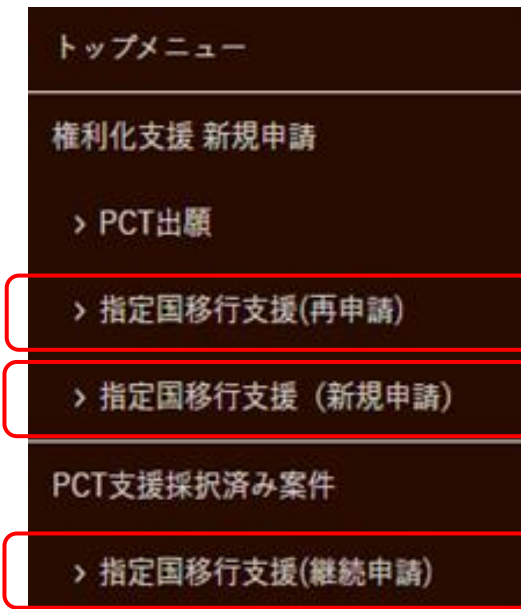 トップメニュー
権利化支援 新規申請
> PCT出願
> 指定国移行支援(再申請)
> 指定国移行支援（新規申請）
PCT支援採択済み案件
> 指定国移行支援(継続申請)